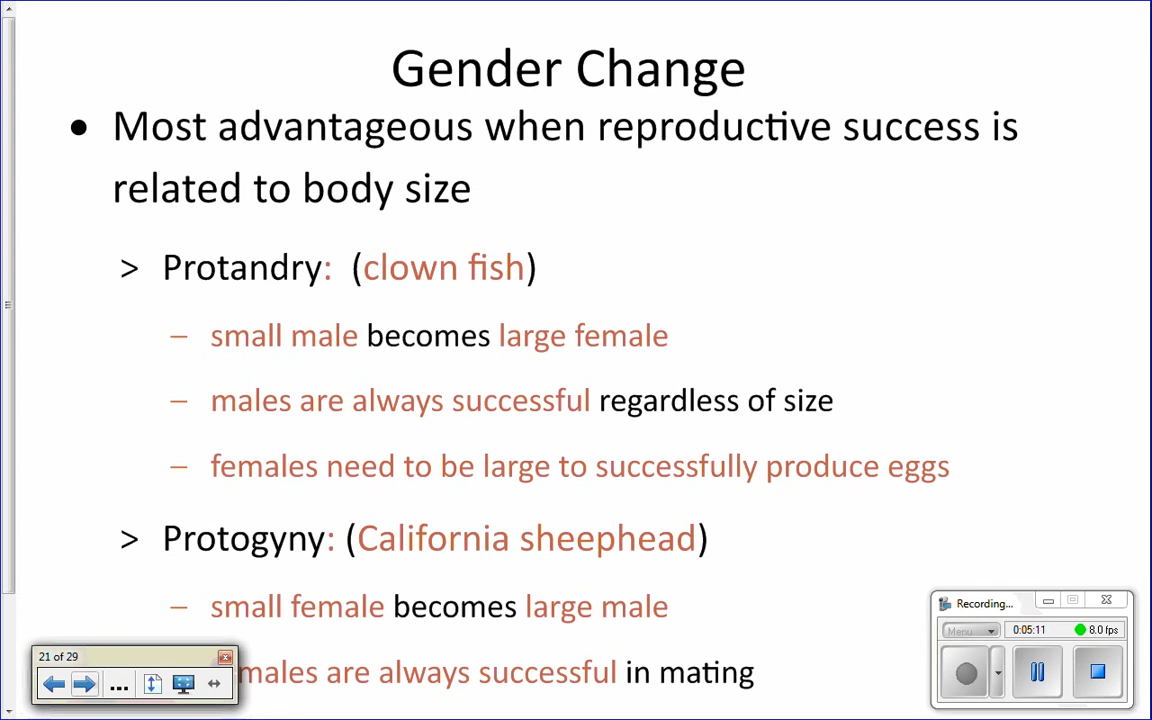 Gender Change
• Most advantageous when reproductive success is
related to body size
> Protandry: (clown fish)
– small male becomes large female
– males are always successful regardless of size
– females need to be large to successfully produce eggs
> Protogyny: (California sheephead)
– small female becomes large male
males are always successful in mating
21 of 29
...
Recording...
Menu
0:05:11
8.0 fps